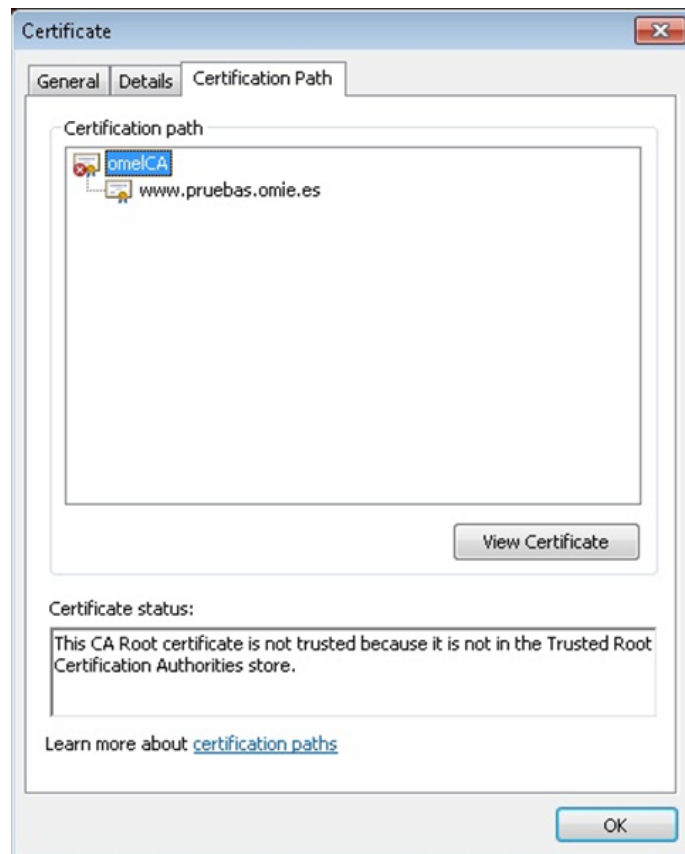 Certificate
General Details Certification Path
Certification path
omelCA
www.pruebas.omie.es
View Certificate
Certificate status:
This CA Root certificate is not trusted because it is not in the Trusted Root
Certification Authorities store.
Learn more about certification paths
OK